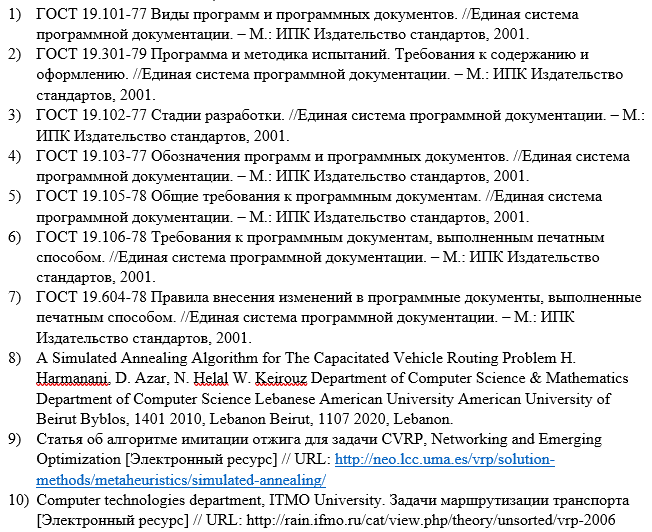 1) ГОСТ 19.101-77 Виды программ и программных документов. //Единая система
программной документации. – М.: ИПК Издательство стандартов, 2001.
2) ГОСТ 19.301-79 Программа и методика испытаний. Требования к содержанию и
оформлению. //Единая система программной документации. – М.: ИПК Издательство
стандартов, 2001.
3) ГОСТ 19.102-77 Стадии разработки. //Единая система программной документации. – М.:
ИПК Издательство стандартов, 2001.
4) ГОСТ 19.103-77 Обозначения программ и программных документов. //Единая система
программной документации. – М.: ИПК Издательство стандартов, 2001.
5) ГОСТ 19.105-78 Общие требования к программным документам. //Единая система
программной документации. – М.: ИПК Издательство стандартов, 2001.
6) ГОСТ 19.106-78 Требования к программным документам, выполненным печатным
способом. //Единая система программной документации. – М.: ИПК Издательство
стандартов, 2001.
7) ГОСТ 19.604-78 Правила внесения изменений в программные документы, выполненные
печатным способом. //Единая система программной документации. – М.: ИПК
Издательство стандартов, 2001.
8) A Simulated Annealing Algorithm for The Capacitated Vehicle Routing Problem H.
Harmanani, D. Azar, N. Helal W. Keirouz Department of Computer Science & Mathematics
Department of Computer Science Lebanese American University American University of
Beirut Byblos, 1401 2010, Lebanon Beirut, 1107 2020, Lebanon.
9) Статья об алгоритме имитации отжига для задачи CVRP, Networking and Emerging
Optimization [Электронный ресурс] // URL: http://neo.lcc.uma.es/vrp/solution-
methods/metaheuristics/simulated-annealing/
10) Computer technologies department, ITMO University. Задачи маршрутизации транспорта
[Электронный ресурс] // URL: http://rain.ifmo.ru/cat/view.php/theory/unsorted/vrp-2006